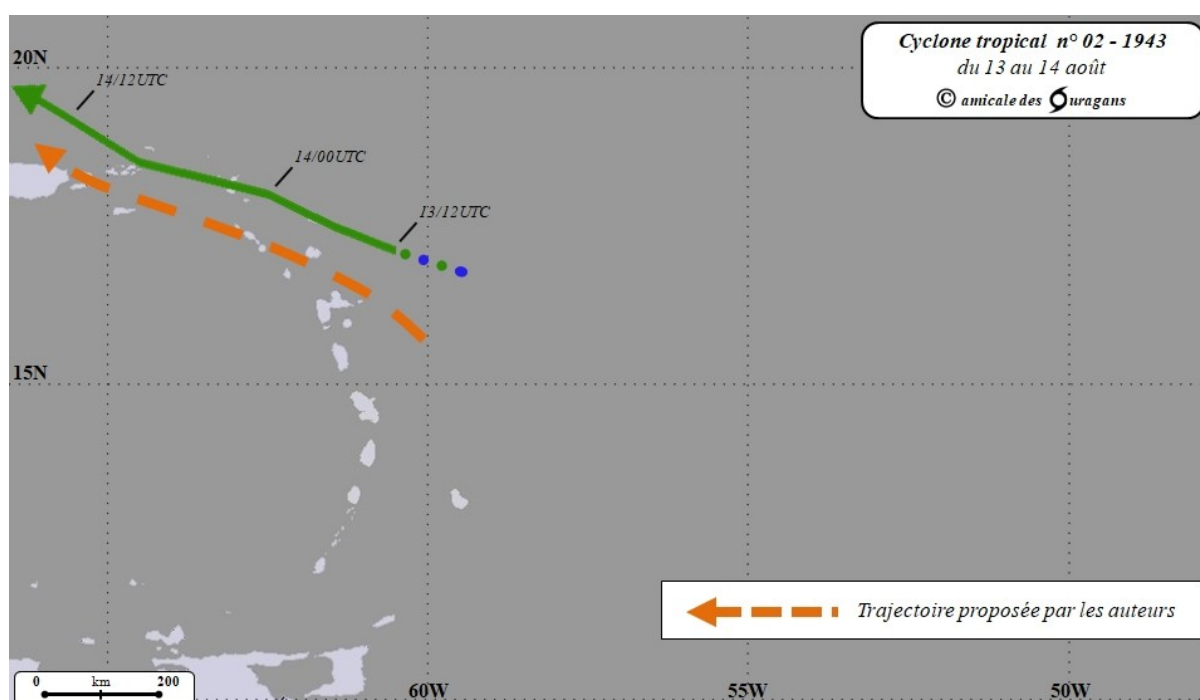 Cyclone tropical n° 02 - 1943
du 13 au 14 août
© amicale des Ouragans
20N
14/12UTC
14/00UTC
13/12UTC
15N
Trajectoire proposée par les auteurs
0 km 200
60W 55W 50W